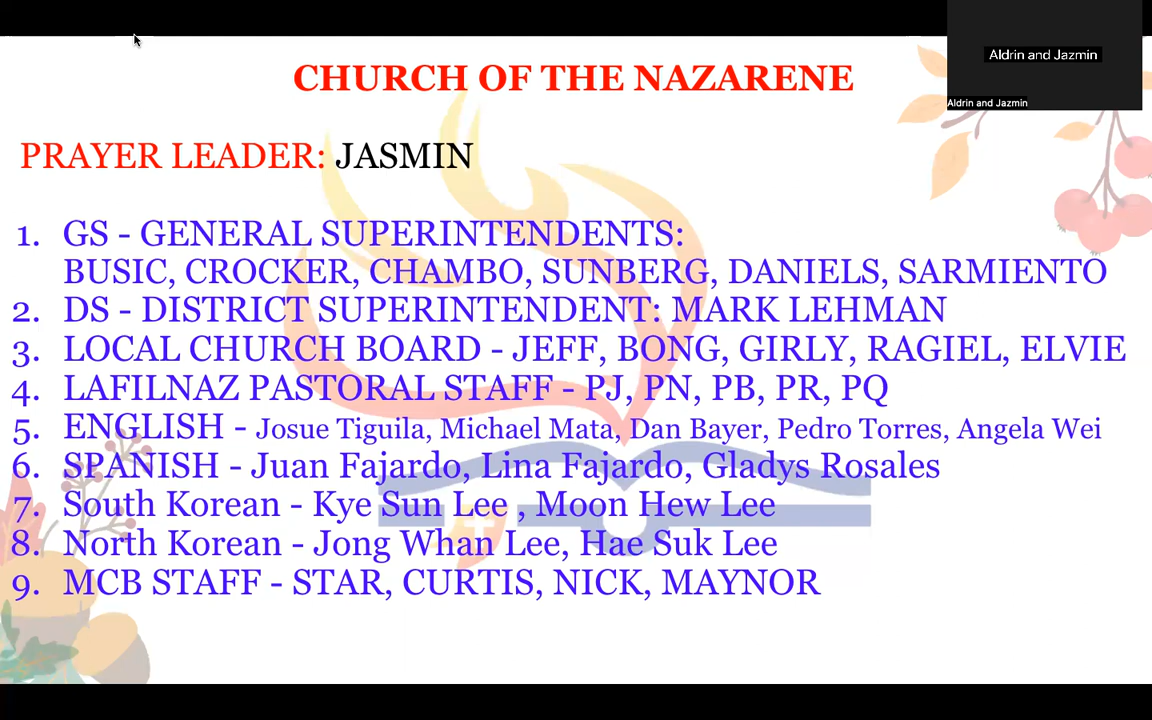 Aldrin and Jazmin
Aldrin and Jazmin
CHURCH OF THE NAZARENE
PRAYER LEADER: JASMIN
1. GS - GENERAL SUPERINTENDENTS:
BUSIC, CROCKER, CHAMBO, SUNBERG, DANIELS, SARMIENTO
2. DS - DISTRICT SUPERINTENDENT: MARK LEHMAN
3. LOCAL CHURCH BOARD - JEFF, BONG, GIRLY, RAGIEL, ELVIE
4. LAFILNAZ PASTORAL STAFF - PJ, PN, PB, PR, PQ
5. ENGLISH - Josue Tiguila, Michael Mata, Dan Bayer, Pedro Torres, Angela Wei
6. SPANISH - Juan Fajardo, Lina Fajardo, Gladys Rosales
7. South Korean - Kye Sun Lee , Moon Hew Lee
8. North Korean - Jong Whan Lee, Hae Suk Lee
9. MCB STAFF - STAR, CURTIS, NICK, MAYNOR